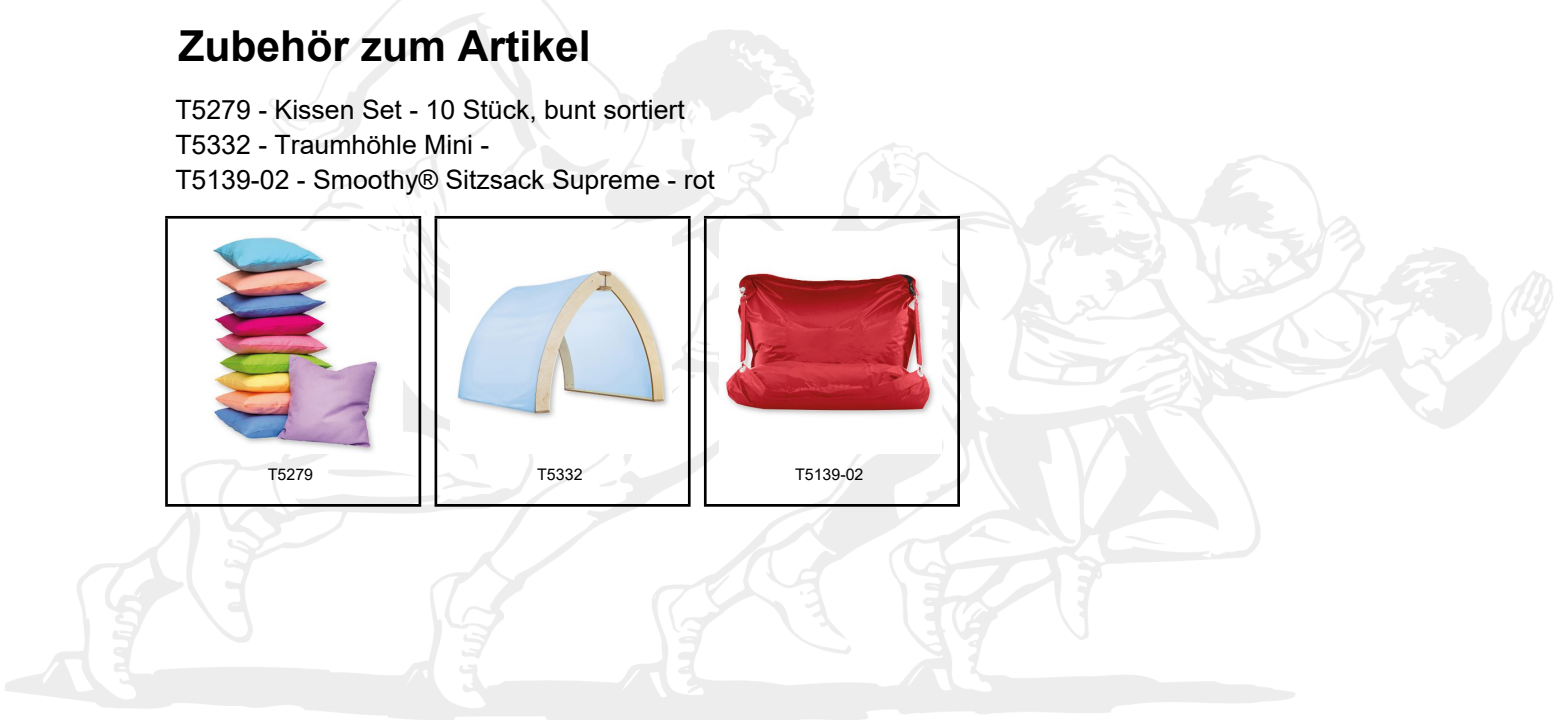 Zubehör zum Artikel
T5279 - Kissen Set - 10 Stück, bunt sortiert
T5332 - Traumhöhle Mini -
T5139-02 - Smoothy® Sitzsack Supreme - rot
T5279
T5332
T5139-02